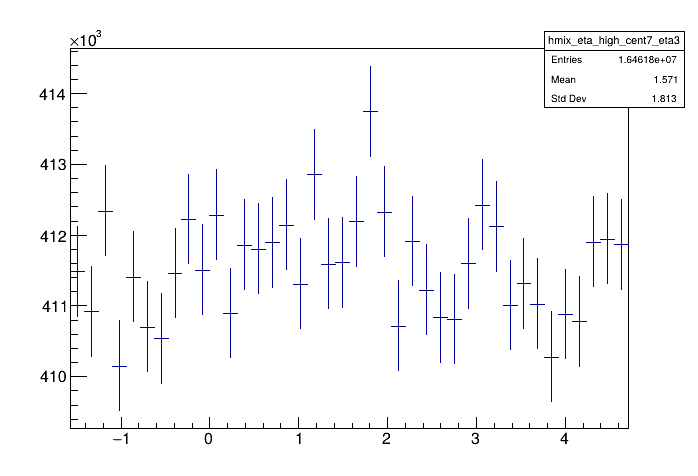 ×10³
hmix_eta_high_cent7_eta3
Entries 1.64618e+07
Mean 1.571
Std Dev 1.813
414
413
412
411
410
−1 0 1 2 3 4